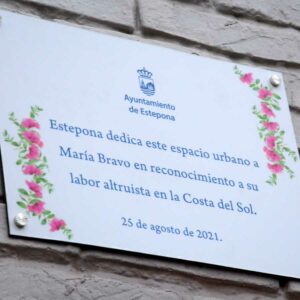 Ayuntamiento
de Estepona
Estepona dedica este espacio urbano a
María Bravo en reconocimiento a su
labor altruista en la Costa del Sol.
25 de agosto de 2021.